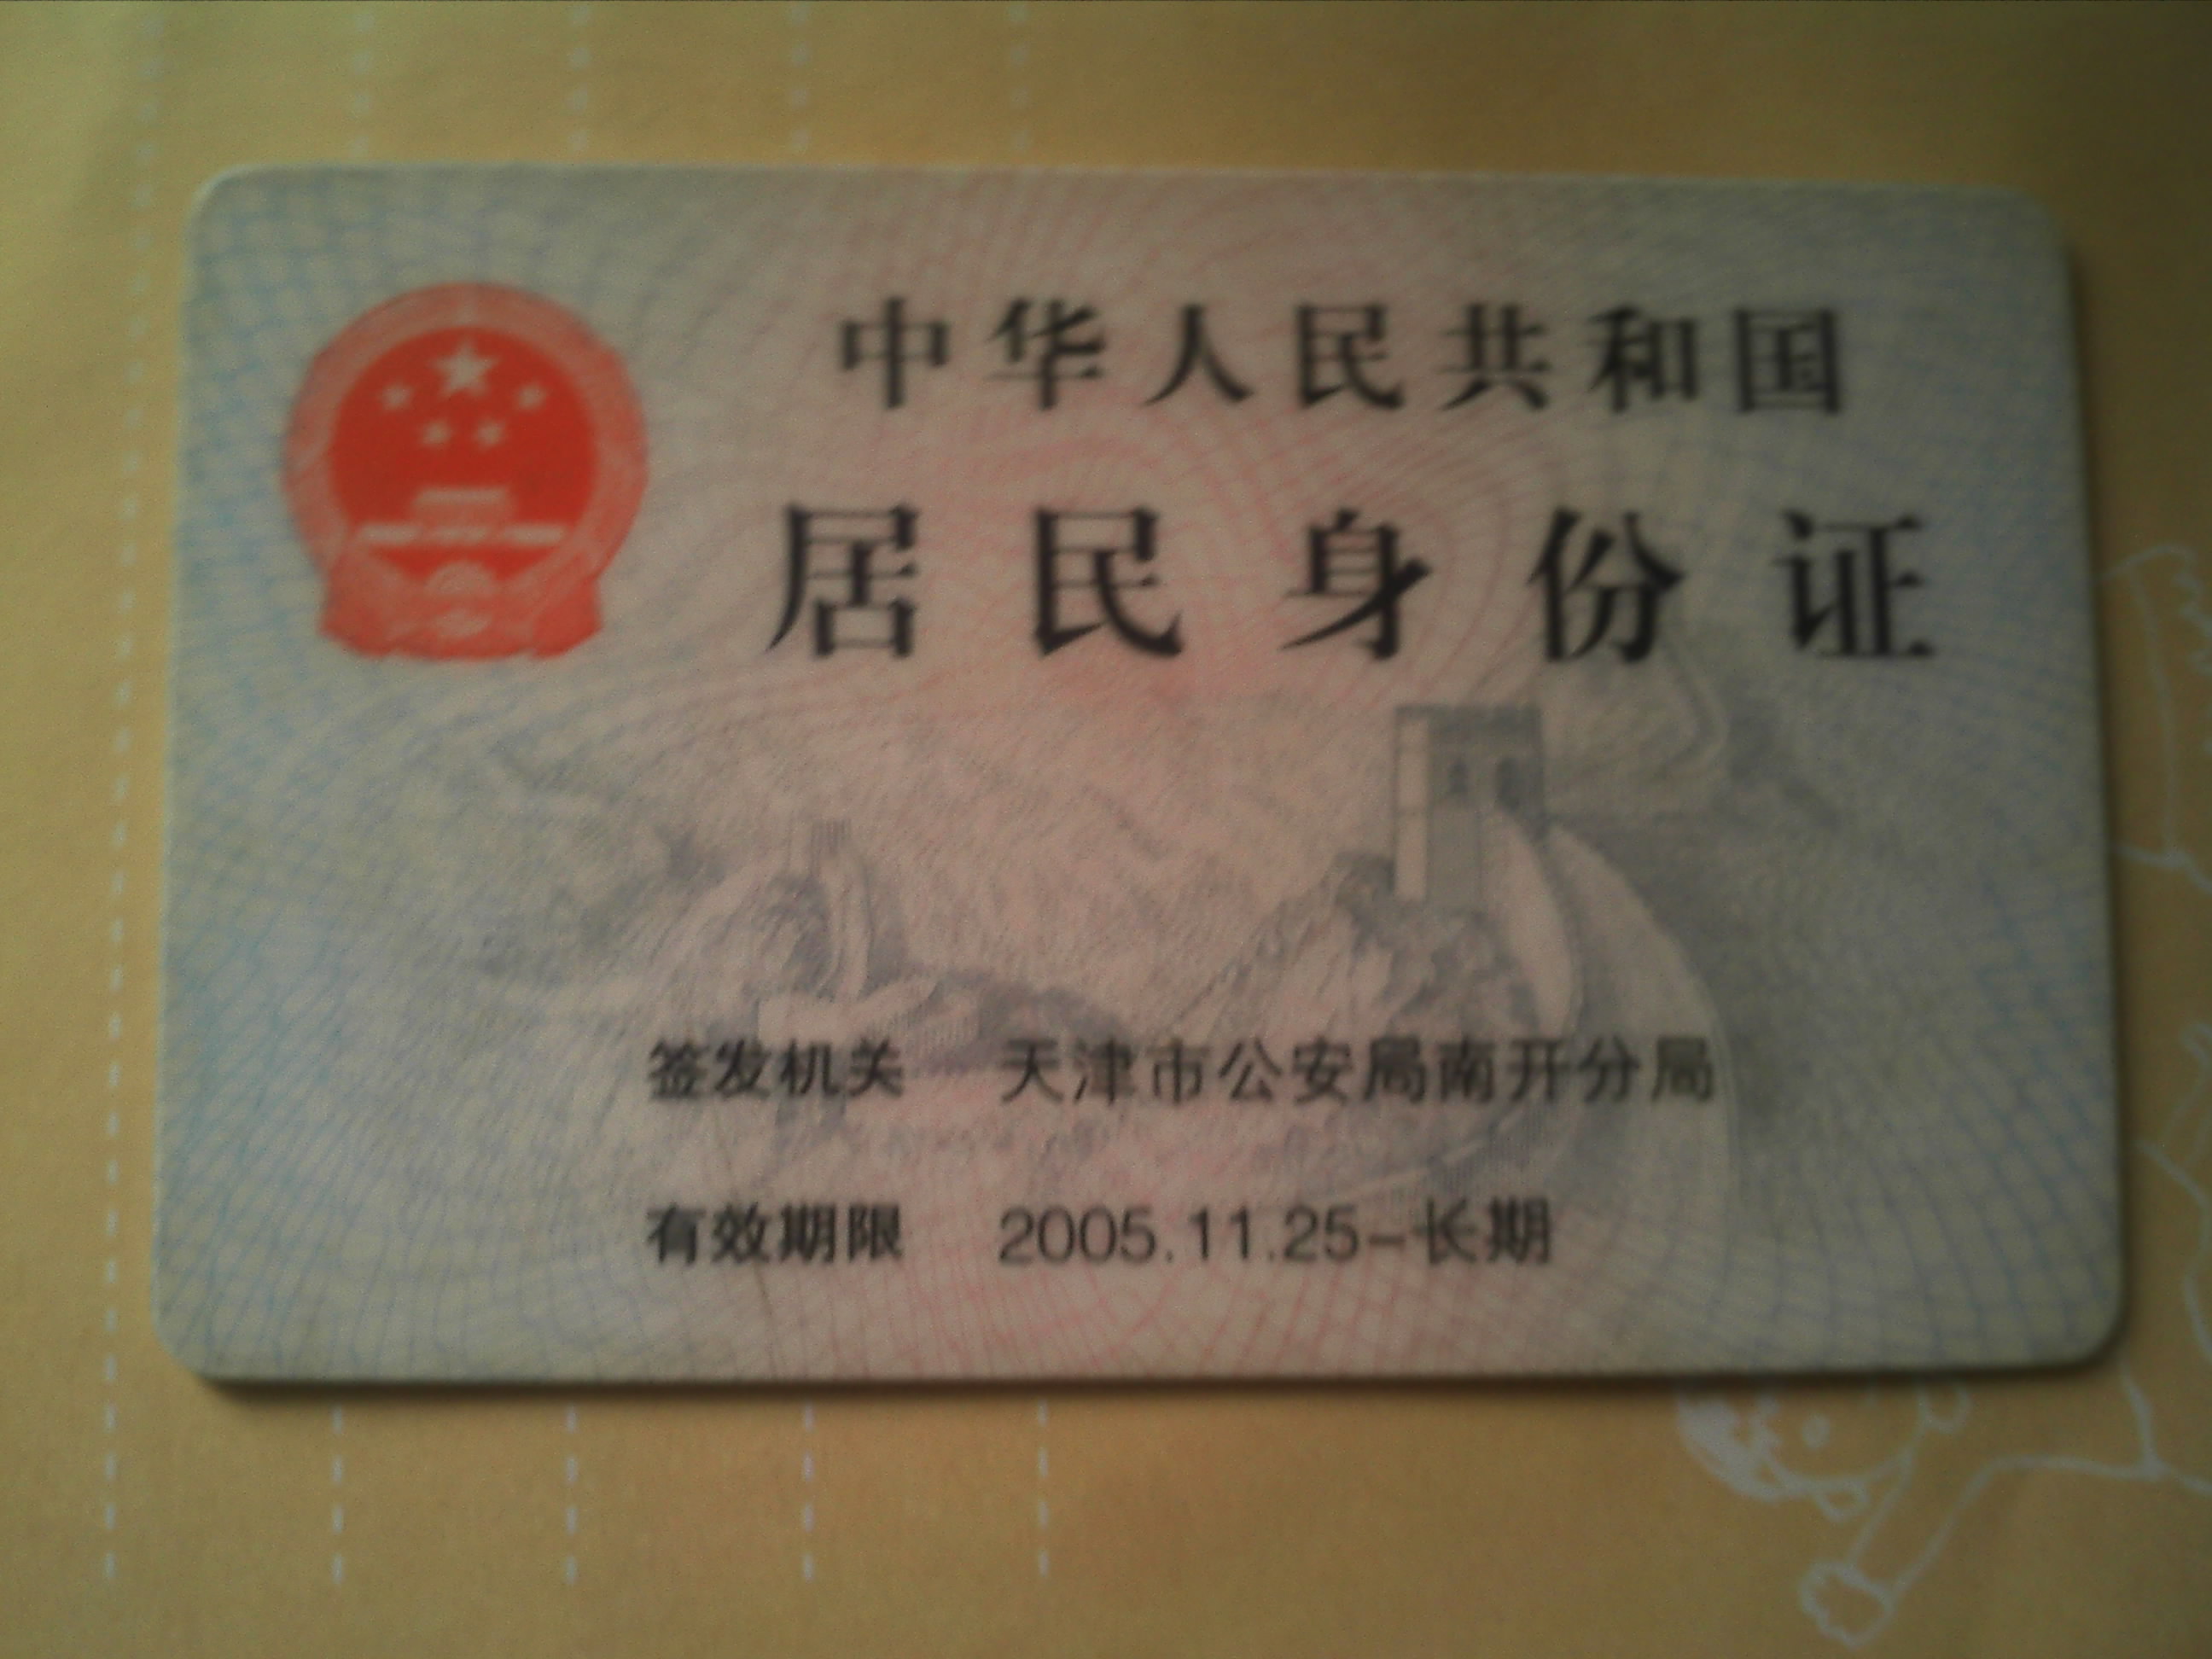 中华人民共和国
居民身份证
签发机关 天津市公安局南开分局
有效期限 2005.11.25-长期